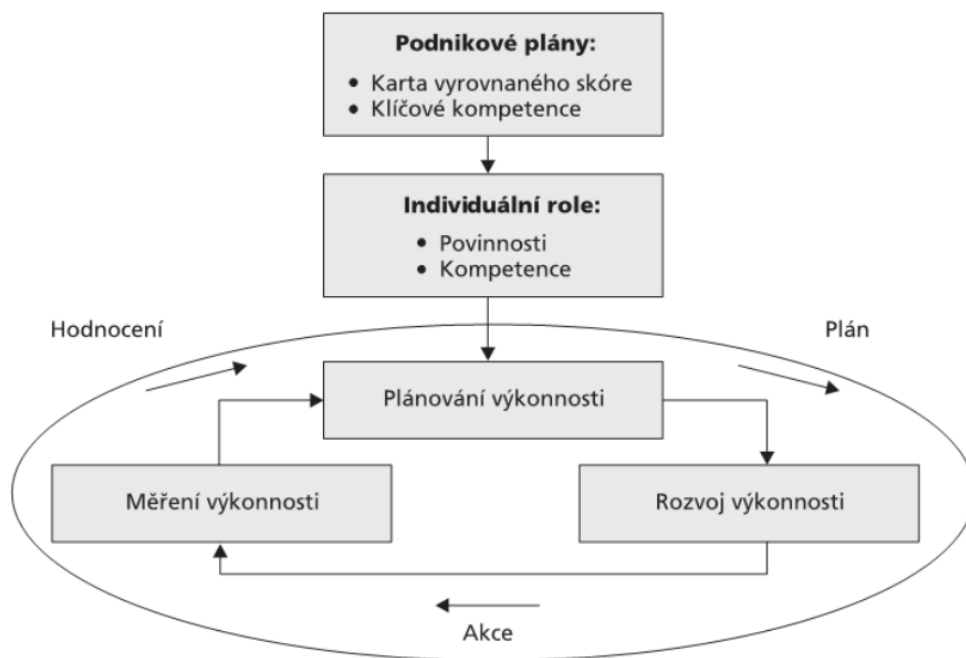 Podnikové plány:
• Karta vyrovnaného skóre
• Klíčové kompetence
Individuální role:
• Povinnosti
• Kompetence
Hodnocení
Plán
Plánování výkonnosti
Měření výkonnosti
Rozvoj výkonnosti
Akce